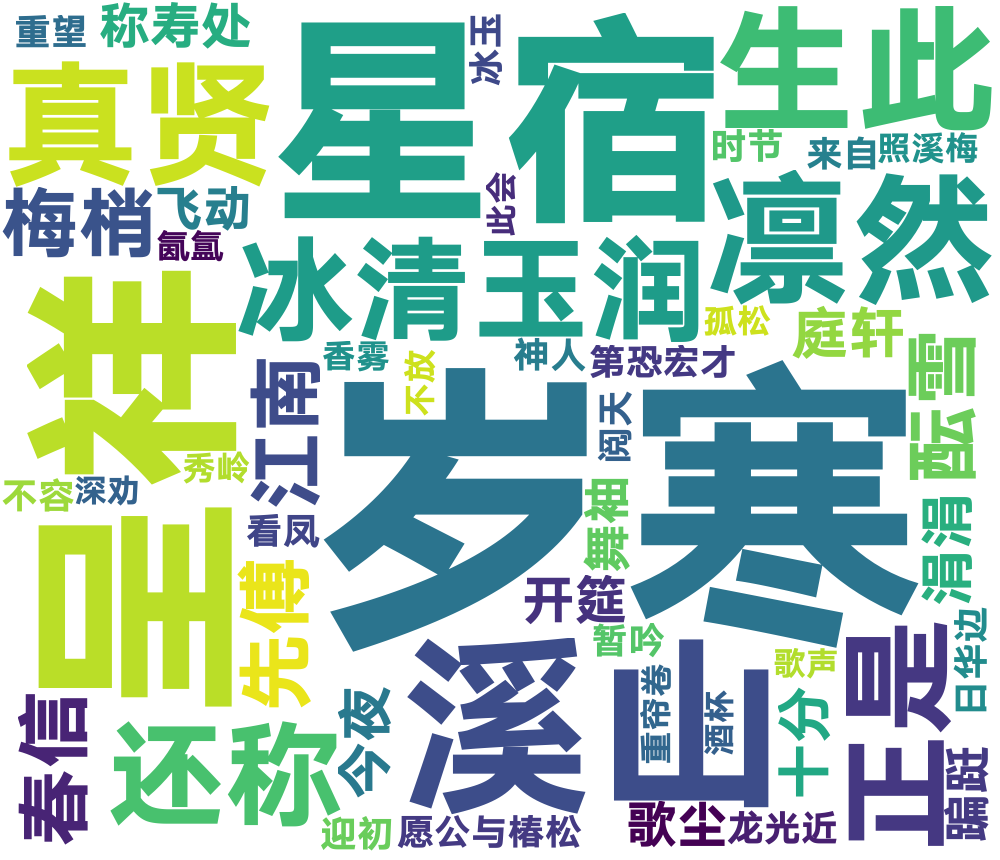 重望
称寿处
星宿
冰玉
生此
真贤
时节
来自
照溪梅
梅梢
飞动
氤氲
此会
凛然
冰清玉润
祥
呈
香雾
不放
神人
第恐宏才
孤松
庭轩
酝雪
江南
岁寒
阅天
秀岭
不容
深劝
看凤
舞袖
涓涓
先傅
开筵
暂吟
歌声
日华边
正是
春信
还称
今夜
溪山
重帘卷
酒杯
十分
蹁跹
迎初
愿公与椿松
歌尘
龙光近